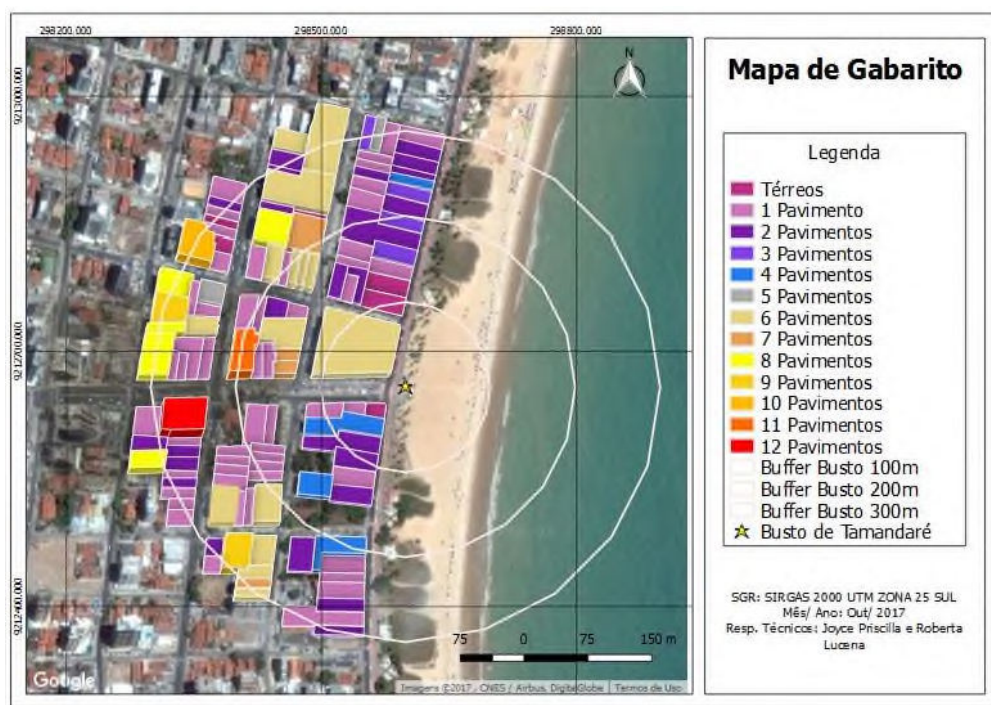 298200.000
298500.000
298800.000
N
9213000.000
9212700.000
9212400.000
75 0 75 150 m
Google
Imagens ©2017 , CNES / Airbus, DigitalGlobe | Termos de Uso
Mapa de Gabarito
Legenda
Térreos
1 Pavimento
2 Pavimentos
3 Pavimentos
4 Pavimentos
5 Pavimentos
6 Pavimentos
7 Pavimentos
8 Pavimentos
9 Pavimentos
10 Pavimentos
11 Pavimentos
12 Pavimentos
Buffer Busto 100m
Buffer Busto 200m
Buffer Busto 300m
Busto de Tamandaré
SGR: SIRGAS 2000 UTM ZONA 25 SUL
Mês/ Ano: Out/ 2017
Resp. Técnicos: Joyce Priscilla e Roberta
Lucena